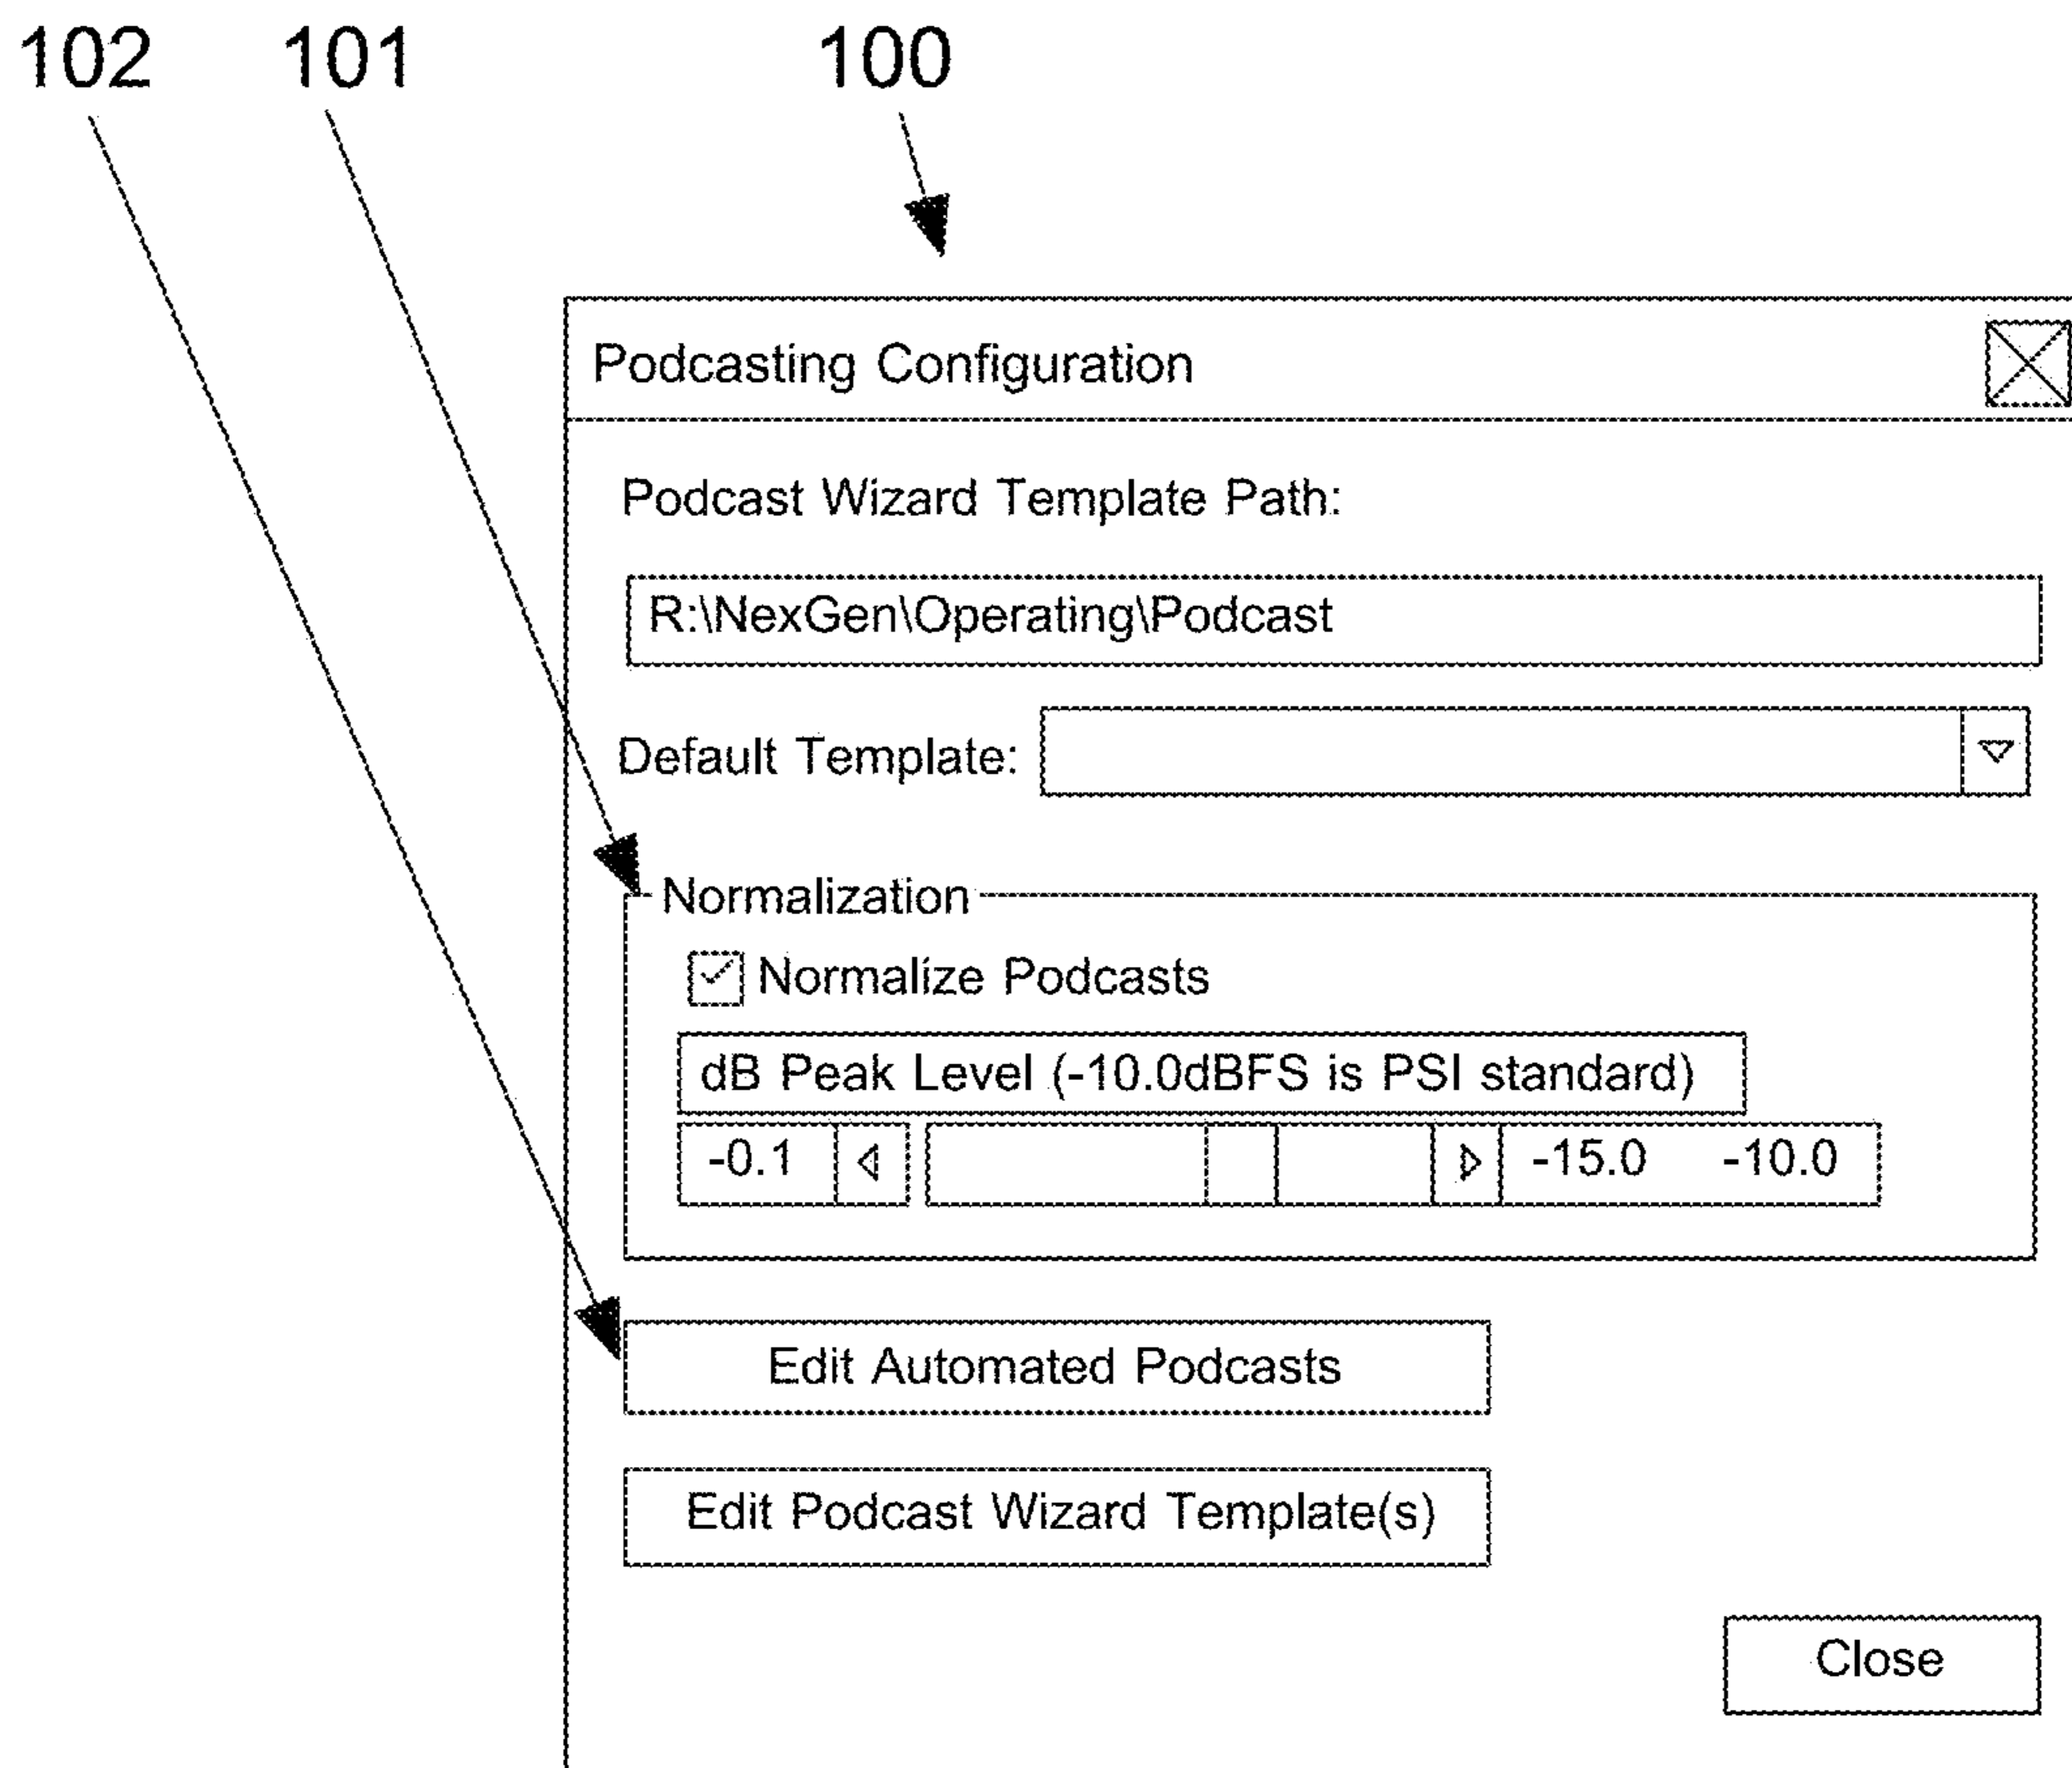 102 101 100
Podcasting Configuration
Podcast Wizard Template Path:
R:\NexGen\Operating\Podcast
Default Template:
Normalization
Normalize Podcasts
dB Peak Level (-10.0dBFS is PSI standard)
-0.1 -15.0 -10.0
Edit Automated Podcasts
Edit Podcast Wizard Template(s)
Close